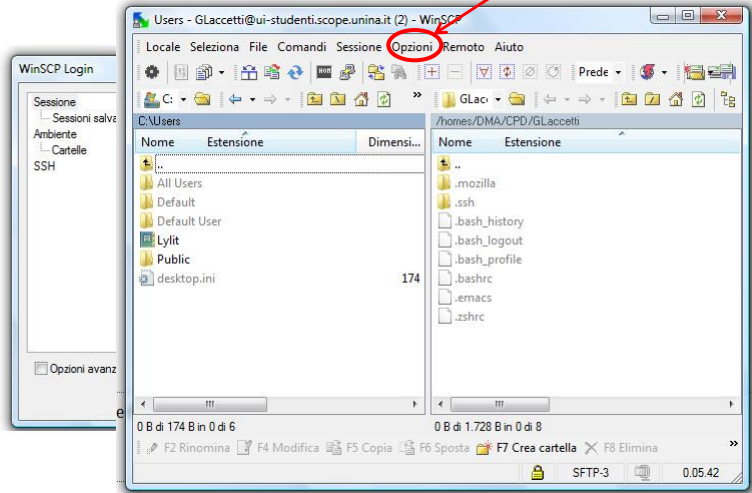 Users - GLaccetti@ui-studenti.scope.unina.it (2) - WinSCP
Locale Seleziona File Comandi Sessione Opzioni Remoto Aiuto
Prede
C: GLac
C:\Users
Nome Estensione Dimensi...
..
All Users
Default
Default User
Lylit
Public
desktop.ini 174
0 B di 174 B in 0 di 6
/homes/DMA/CPD/GLaccetti
Nome Estensione
..
.mozilla
.ssh
.bash_history
.bash_logout
.bash_profile
.bashrc
.emacs
.zshrc
0 B di 1.728 B in 0 di 8
F2 Rinomina F4 Modifica F5 Copia F6 Sposta F7 Crea cartella F8 Elimina
SFTP-3 0.05.42
WinSCP Login
Sessione
Sessioni salva
Ambiente
Cartelle
SSH
Opzioni avanz
e